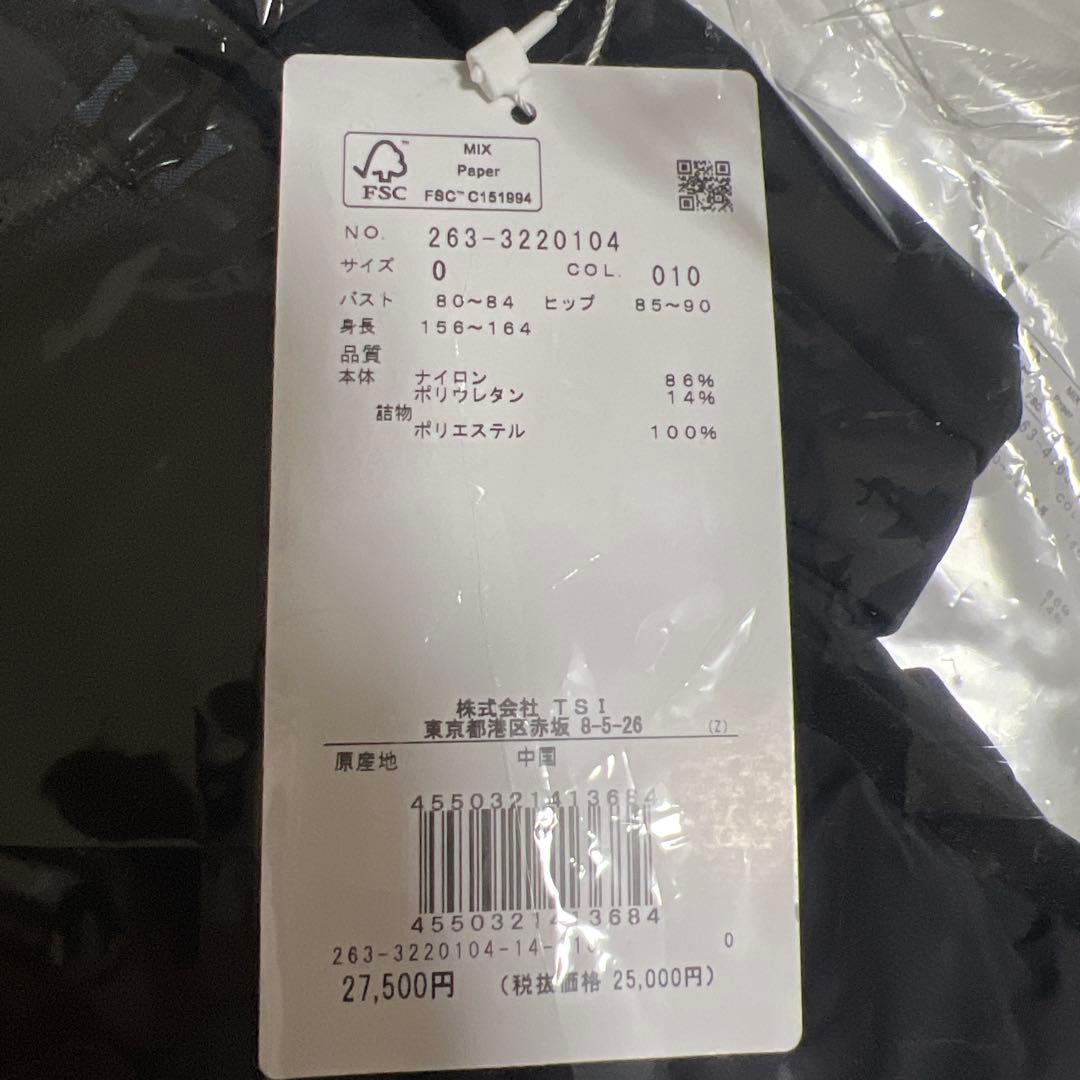 MIX
Paper
FSC™ C151994
FSC™
NO. 263-3220104
サイズ 0 COL. 010
バスト 80〜84 ヒップ 85〜90
身長 156〜164
品質
本体 ナイロン 86%
ポリウレタン 14%
詰物
ポリエステル 100%
株式会社 TSI
東京都港区赤坂 8-5-26 (Z)
原産地 中国
4550321413684
4550321413684
263-3220104-14- 0
27,500円 (税抜価格 25,000円)
MIX
Paper